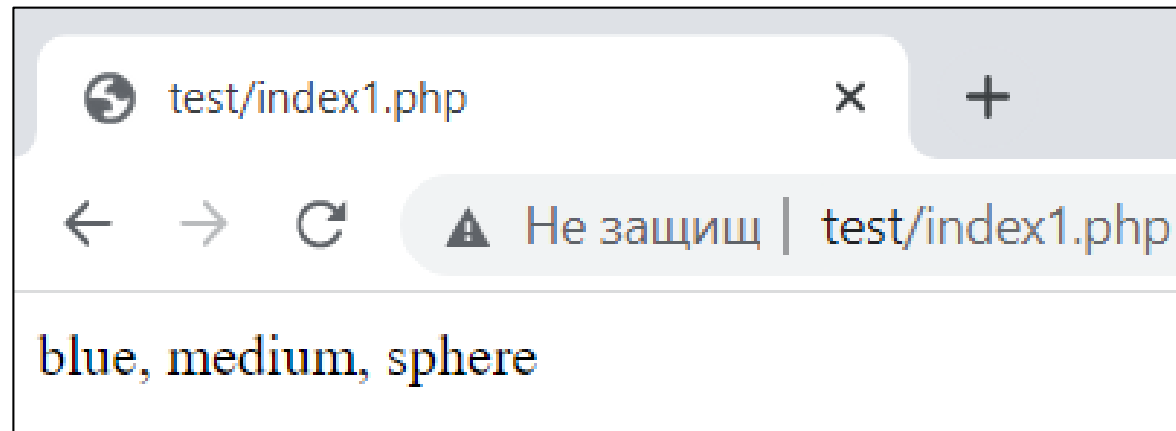 test/index1.php
Не защищ | test/index1.php
blue, medium, sphere